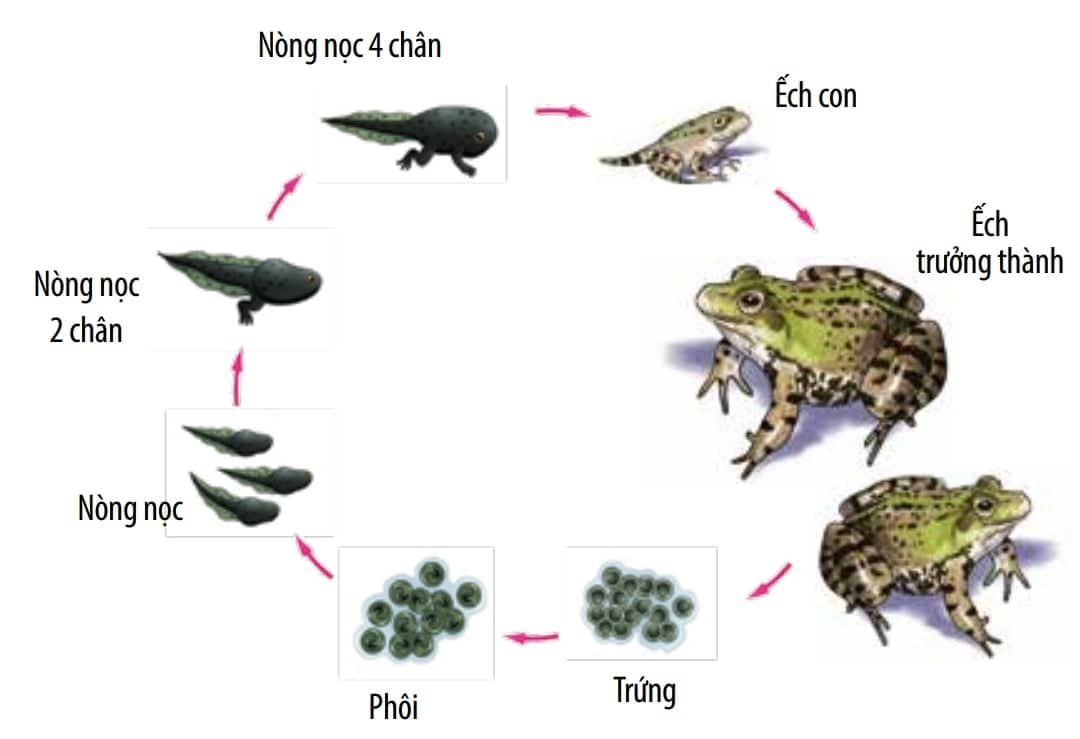 Nòng nọc 4 chân
Ếch con
Ếch
trưởng thành
Nòng nọc
2 chân
Nòng nọc
Phôi
Trứng